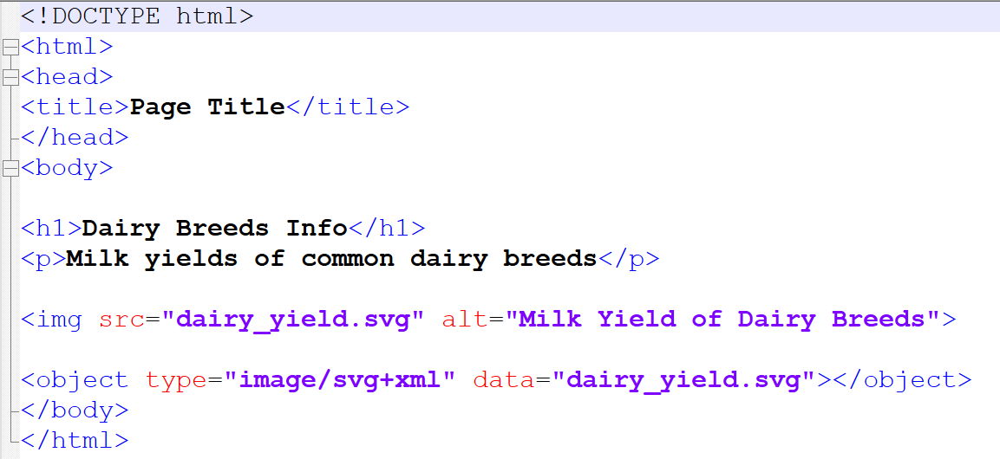 <!DOCTYPE html>
<html>
<head>
<title>Page Title</title>
</head>
<body>
<h1>Dairy Breeds Info</h1>
<p>Milk yields of common dairy breeds</p>
<img src="dairy_yield.svg" alt="Milk Yield of Dairy Breeds">
<object type="image/svg+xml" data="dairy_yield.svg"></object>
</body>
</html>